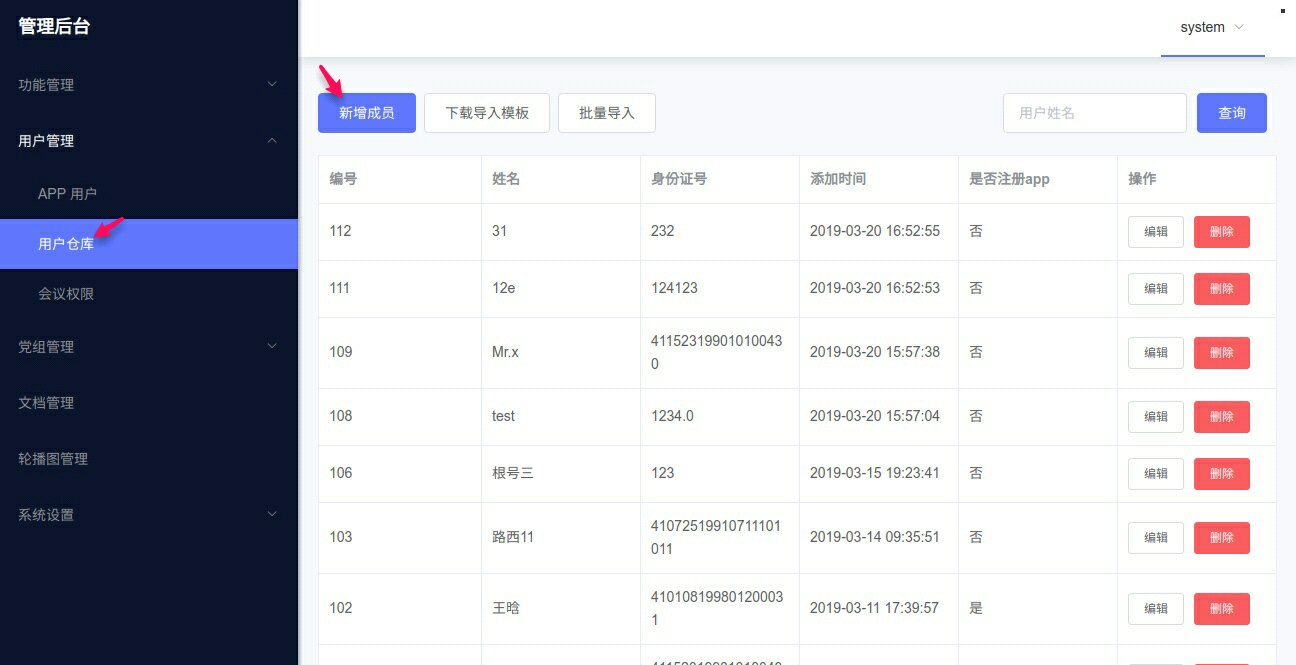 管理后台
system
功能管理
用户管理
APP 用户
用户仓库
会议权限
党组管理
文档管理
轮播图管理
系统设置
新增成员 下载导入模板 批量导入 用户姓名 查询
编号 姓名 身份证号 添加时间 是否注册app 操作
112 31 232 2019-03-20 16:52:55 否 编辑 删除
111 12e 124123 2019-03-20 16:52:53 否 编辑 删除
109 Mr.x 41152319901010043 2019-03-20 15:57:38 否 编辑 删除
0
108 test 1234.0 2019-03-20 15:57:04 否 编辑 删除
106 根号三 123 2019-03-15 19:23:41 否 编辑 删除
103 路西11 41072519910711101 2019-03-14 09:35:51 否 编辑 删除
011
102 王晗 41010819980120003 2019-03-11 17:39:57 是 编辑 删除
1